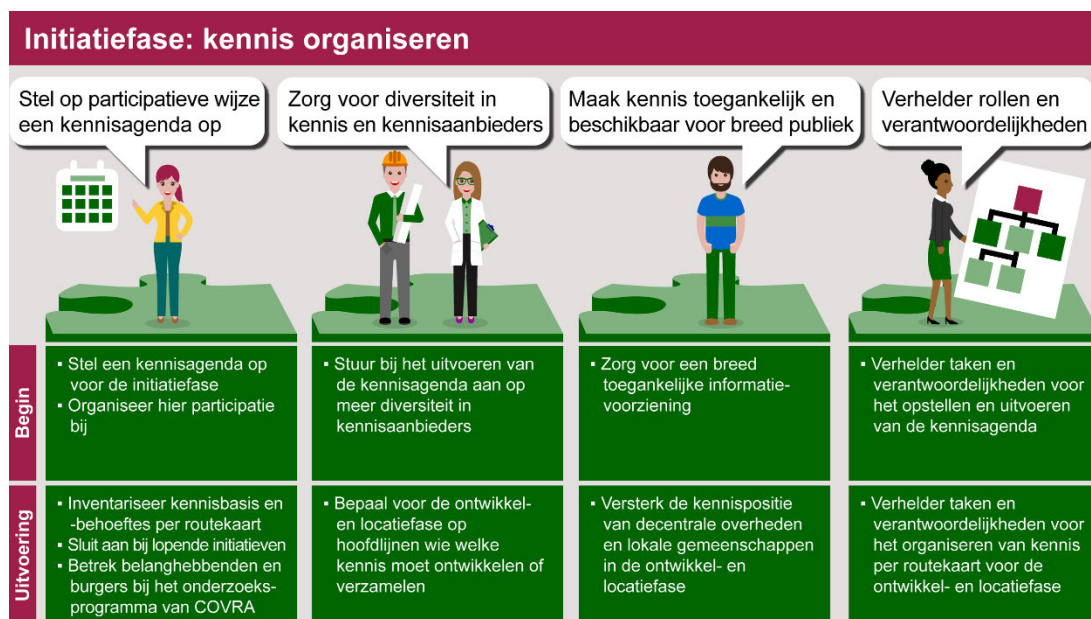 Initiatiefase: kennis organiseren
Stel op participatieve wijze
een kennisagenda op
Zorg voor diversiteit in
kennis en kennisaanbieders
Maak kennis toegankelijk en
beschikbaar voor breed publiek
Verhelder rollen en
verantwoordelijkheden
Begin
▪ Stel een kennisagenda op
voor de initiatiefase
▪ Organiseer hier participatie
bij
▪ Stuur bij het uitvoeren van
de kennisagenda aan op
meer diversiteit in
kennisaanbieders
▪ Zorg voor een breed
toegankelijke informatie-
voorziening
▪ Verhelder taken en
verantwoordelijkheden voor
het opstellen en uitvoeren
van de kennisagenda
Uitvoering
▪ Inventariseer kennisbasis en
-behoeftes per routekaart
▪ Sluit aan bij lopende initiatieven
▪ Betrek belanghebbenden en
burgers bij het onderzoeks-
programma van COVRA
▪ Bepaal voor de ontwikkel-
en locatiefase op
hoofdlijnen wie welke
kennis moet ontwikkelen of
verzamelen
▪ Versterk de kennispositie
van decentrale overheden
en lokale gemeenschappen
in de ontwikkel- en
locatiefase
▪ Verhelder taken en
verantwoordelijkheden voor
het organiseren van kennis
per routekaart voor de
ontwikkel- en locatiefase